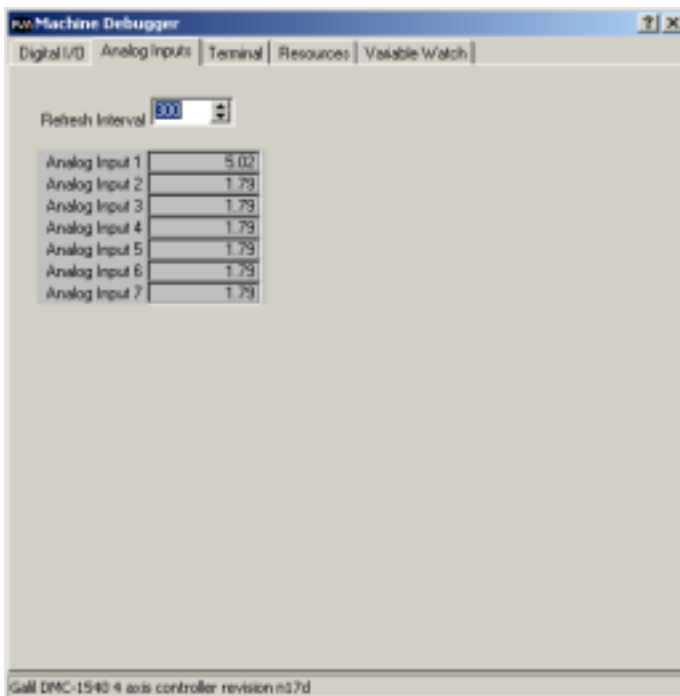 Machine Debugger
Digital I/O Analog Inputs Terminal Resources Variable Watch
Refresh Interval 300
Analog Input 1 5.02
Analog Input 2 1.79
Analog Input 3 1.79
Analog Input 4 1.79
Analog Input 5 1.79
Analog Input 6 1.79
Analog Input 7 1.79
Galil DMC-1540 4 axis controller revision n17d